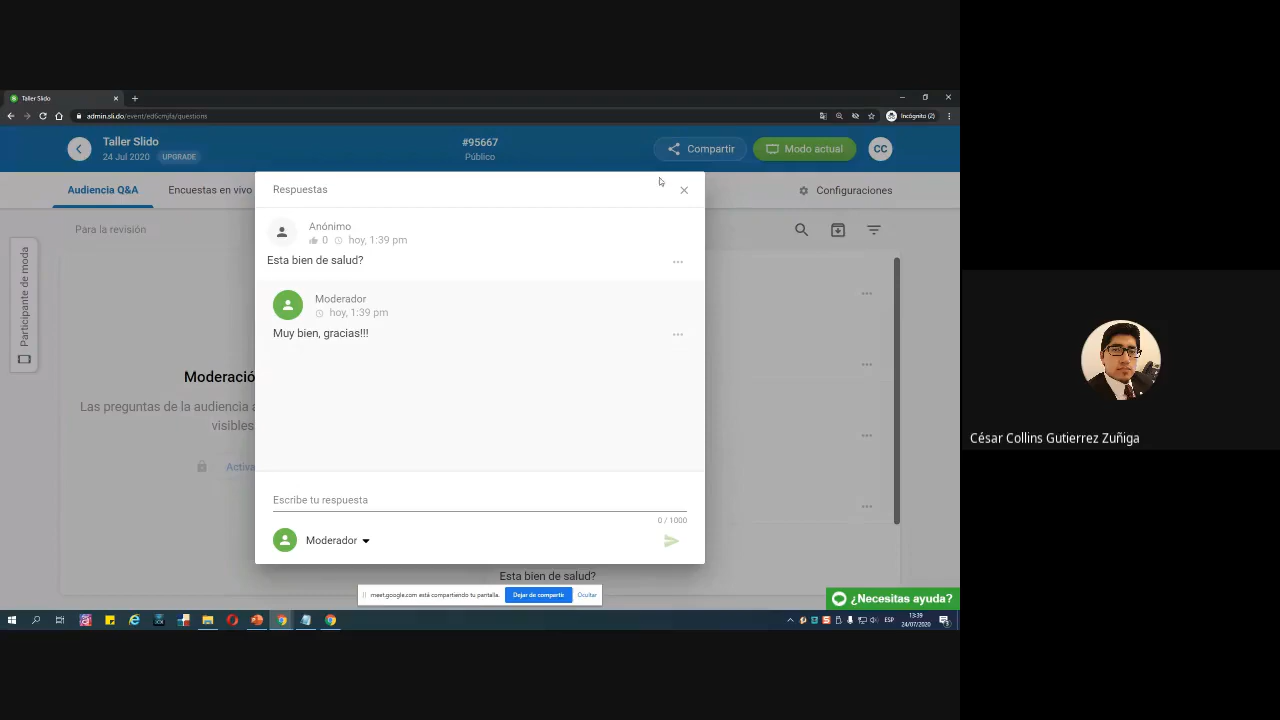 Taller Slido
admin.sli.do/event/ed6cmjfa/questions
Incógnito (2)
Taller Slido
24 Jul 2020 UPGRADE
#95667
Público
Compartir
Modo actual
CC
Audiencia Q&A
Encuestas en vivo
Configuraciones
Para la revisión
Participante de moda
Moderació
Las preguntas de la audiencia a
visibles
Activa
Respuestas
Anónimo
0 hoy, 1:39 pm
Esta bien de salud?
Moderador
hoy, 1:39 pm
Muy bien, gracias!!!
Escribe tu respuesta
0 / 1000
Moderador
Esta bien de salud?
meet.google.com está compartiendo tu pantalla.
Dejar de compartir
Ocultar
¿Necesitas ayuda?
ESP
13:39
24/07/2020
César Collins Gutierrez Zuñiga